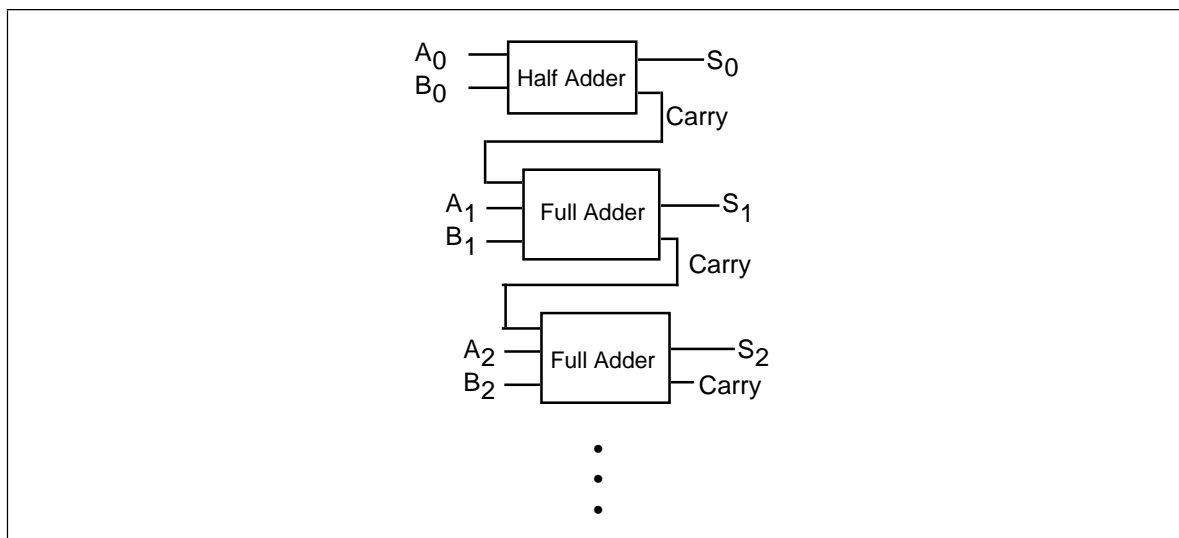 A0
Half Adder
S0
B0
Carry
A1
Full Adder
S1
B1
Carry
A2
Full Adder
S2
B2
Carry